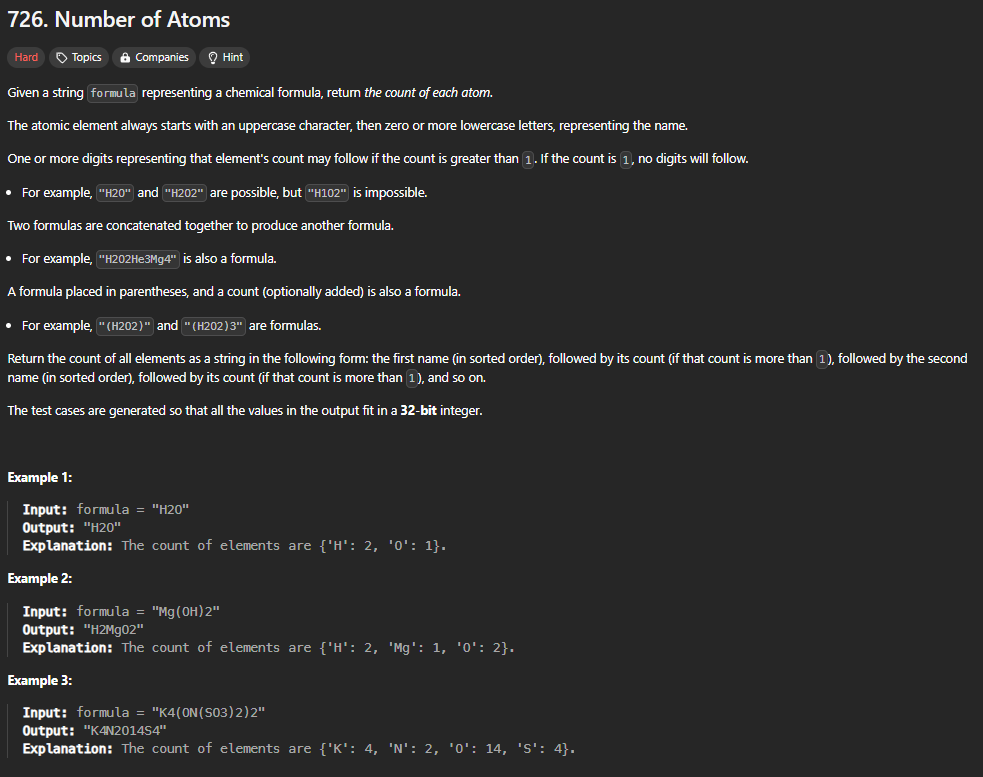 726. Number of Atoms
Hard Topics Companies Hint
Given a string formula representing a chemical formula, return the count of each atom.
The atomic element always starts with an uppercase character, then zero or more lowercase letters, representing the name.
One or more digits representing that element's count may follow if the count is greater than 1. If the count is 1, no digits will follow.
• For example, "H2O" and "H2O2" are possible, but "H1O2" is impossible.
Two formulas are concatenated together to produce another formula.
• For example, "H2O2He3Mg4" is also a formula.
A formula placed in parentheses, and a count (optionally added) is also a formula.
• For example, "(H2O2)" and "(H2O2)3" are formulas.
Return the count of all elements as a string in the following form: the first name (in sorted order), followed by its count (if that count is more than 1), followed by the second
name (in sorted order), followed by its count (if that count is more than 1), and so on.
The test cases are generated so that all the values in the output fit in a 32-bit integer.
Example 1:
Input: formula = "H2O"
Output: "H2O"
Explanation: The count of elements are {'H': 2, 'O': 1}.
Example 2:
Input: formula = "Mg(OH)2"
Output: "H2MgO2"
Explanation: The count of elements are {'H': 2, 'Mg': 1, 'O': 2}.
Example 3:
Input: formula = "K4(ON(SO3)2)2"
Output: "K4N2O14S4"
Explanation: The count of elements are {'K': 4, 'N': 2, 'O': 14, 'S': 4}.